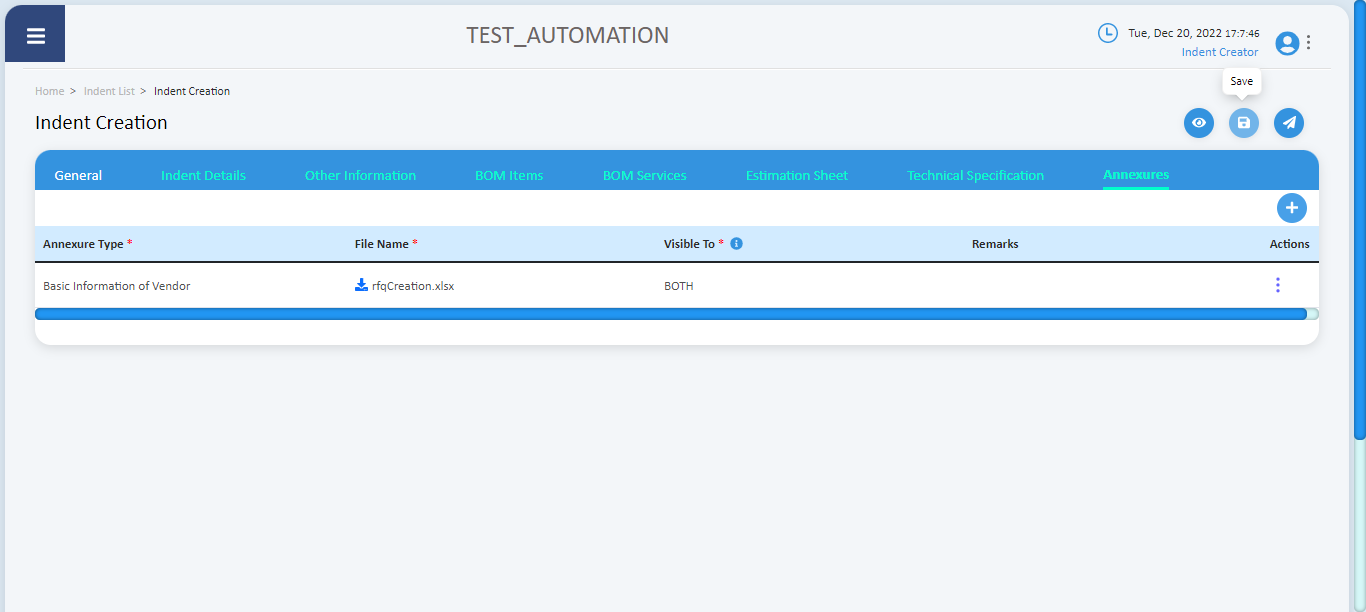 TEST_AUTOMATION
Tue, Dec 20, 2022 17:7:46
Indent Creator
Home > Indent List > Indent Creation
Save
Indent Creation
General Indent Details Other Information BOM Items BOM Services Estimation Sheet Technical Specification Annexures
Annexure Type * File Name * Visible To * Remarks Actions
Basic Information of Vendor rfqCreation.xlsx BOTH